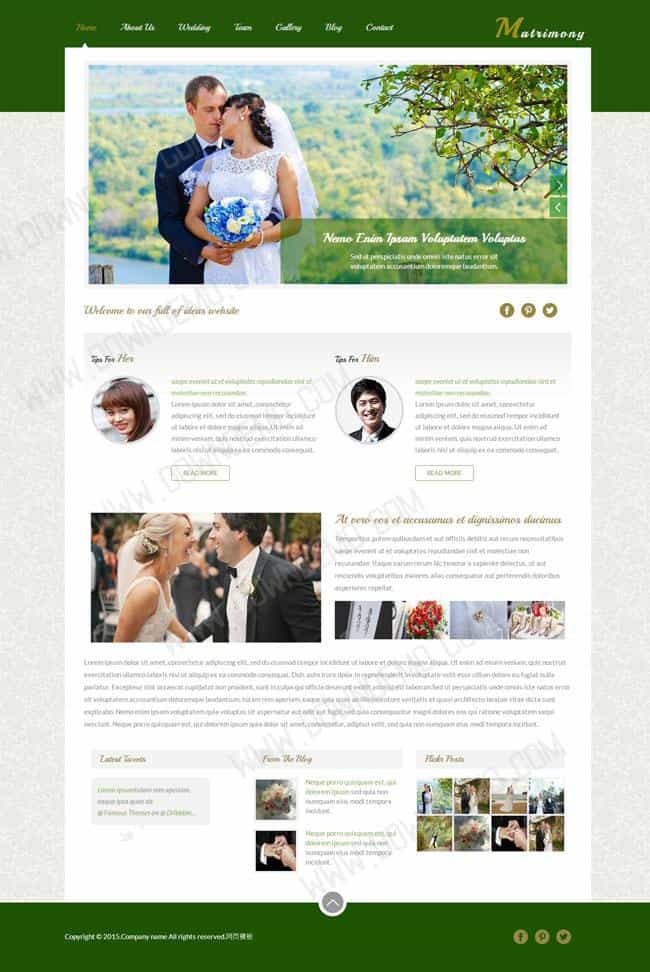 Home About Us Wedding Team Gallery Blog Contact
Matrimony
Nemo Enim Ipsam Voluptatem Voluptas
Sed ut perspiciatis unde omnis iste natus error sit
voluptatem accusantium doloremque laudantium.
Welcome to our full of ideas website
Tips For Her
saepe eveniet ut et voluptates repudiandae sint et
molestiae non recusandae.
Lorem ipsum dolor sit amet, consectetur
adipiscing elit, sed do eiusmod tempor incididunt
ut labore et dolore magna aliqua. Ut enim ad
minim veniam, quis nostrud exercitation ullamco
laboris nisi ut aliquip ex ea commodo consequat.
READ MORE
Tips For Him
saepe eveniet ut et voluptates repudiandae sint et
molestiae non recusandae.
Lorem ipsum dolor sit amet, consectetur
adipiscing elit, sed do eiusmod tempor incididunt
ut labore et dolore magna aliqua. Ut enim ad
minim veniam, quis nostrud exercitation ullamco
laboris nisi ut aliquip ex ea commodo consequat.
READ MORE
At vero eos et accusamus et dignissimos ducimus
Temporibus autem quibusdam et aut officiis debitis aut rerum necessitatibus
saepe eveniet ut et voluptates repudiandae sint et molestiae non
recusandae. Itaque earum rerum hic tenetur a sapiente delectus, ut aut
reiciendis voluptatibus maiores alias consequatur aut perferendis doloribus
asperiores repellat.
Lorem ipsum dolor sit amet, consectetur adipiscing elit, sed do eiusmod tempor incididunt ut labore et dolore magna aliqua. Ut enim ad minim veniam, quis nostrud
exercitation ullamco laboris nisi ut aliquip ex ea commodo consequat. Duis aute irure dolor in reprehenderit in voluptate velit esse cillum dolore eu fugiat nulla
pariatur. Excepteur sint occaecat cupidatat non proident, sunt in culpa qui officia deserunt mollit anim id est laborum.Sed ut perspiciatis unde omnis iste natus error
sit voluptatem accusantium doloremque laudantium, totam rem aperiam, eaque ipsa quae ab illo inventore veritatis et quasi architecto beatae vitae dicta sunt
explicabo. Nemo enim ipsam voluptatem quia voluptas sit aspernatur aut odit aut fugit, sed quia consequuntur magni dolores eos qui ratione voluptatem sequi
nesciunt. Neque porro quisquam est, qui dolorem ipsum quia dolor sit amet, consectetur, adipisci velit, sed quia non numquam eius modi tempora incidunt.
Latest Tweets
From The Blog
Flickr Posts
eaque ipsa quae ab
@ Famous Themes on @ Dribbble...
Neque porro quisquam est, qui
dolorem ipsum sed quia non
numquam eius modi tempora
incidunt.
Neque porro quisquam est, qui
dolorem ipsum sed quia non
numquam eius modi tempora
incidunt.
Copyright © 2015.Company name All rights reserved.网页模板
WWW.DOWNDEMO.COM